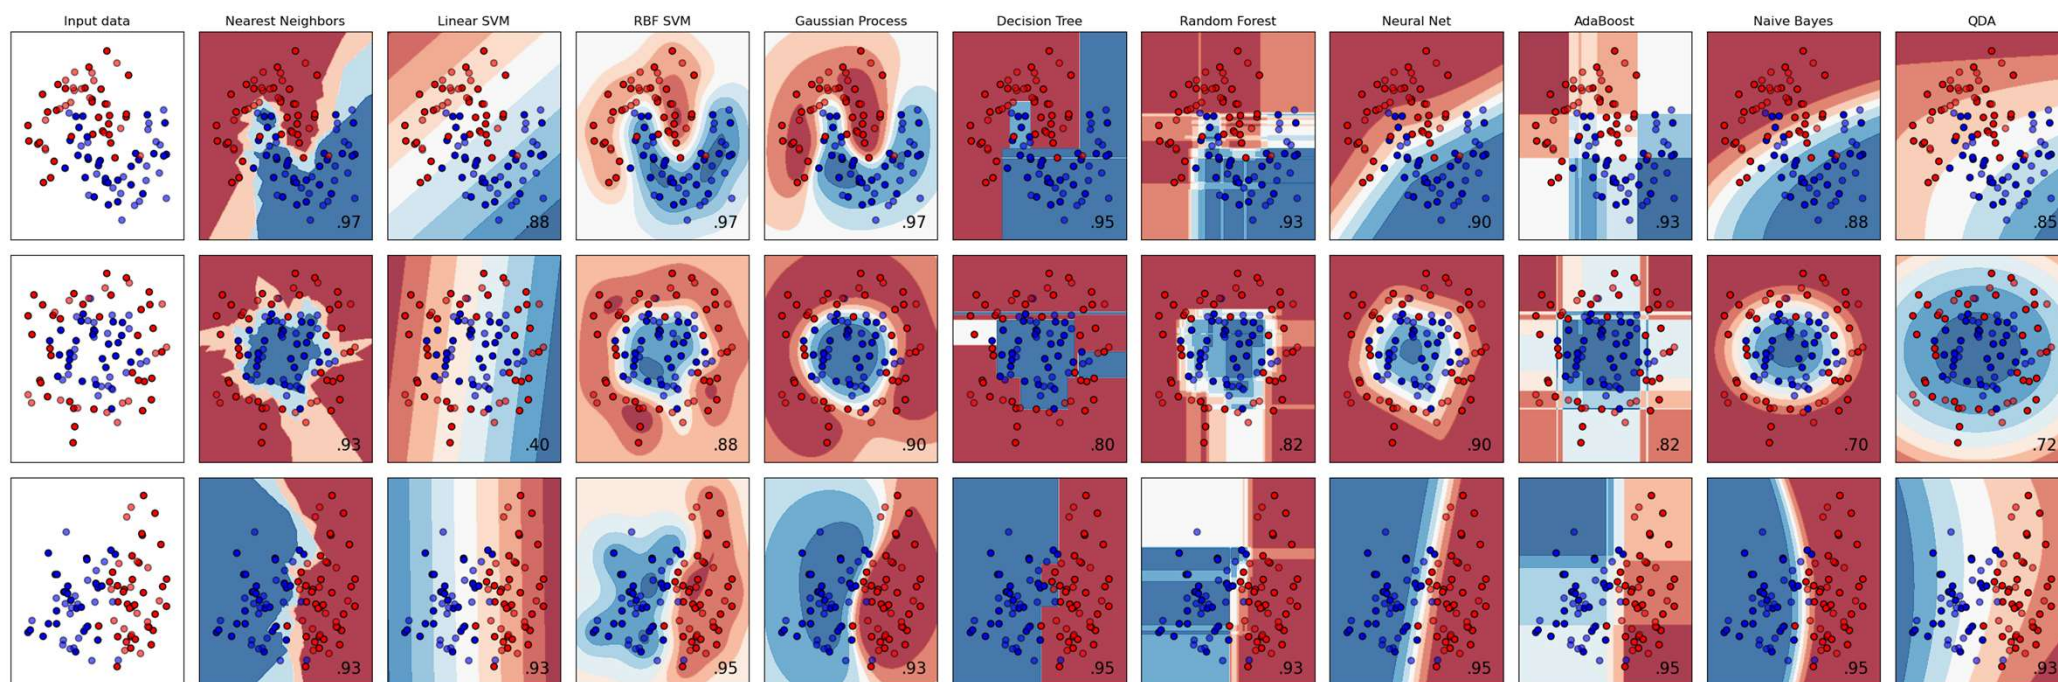 Input data Nearest Neighbors Linear SVM RBF SVM Gaussian Process Decision Tree Random Forest Neural Net AdaBoost Naive Bayes QDA
.97 .88 .97 .97 .95 .93 .90 .93 .88 .85
.93 .40 .88 .90 .80 .82 .90 .82 .70 .72
.93 .93 .95 .93 .95 .93 .95 .95 .95 .93